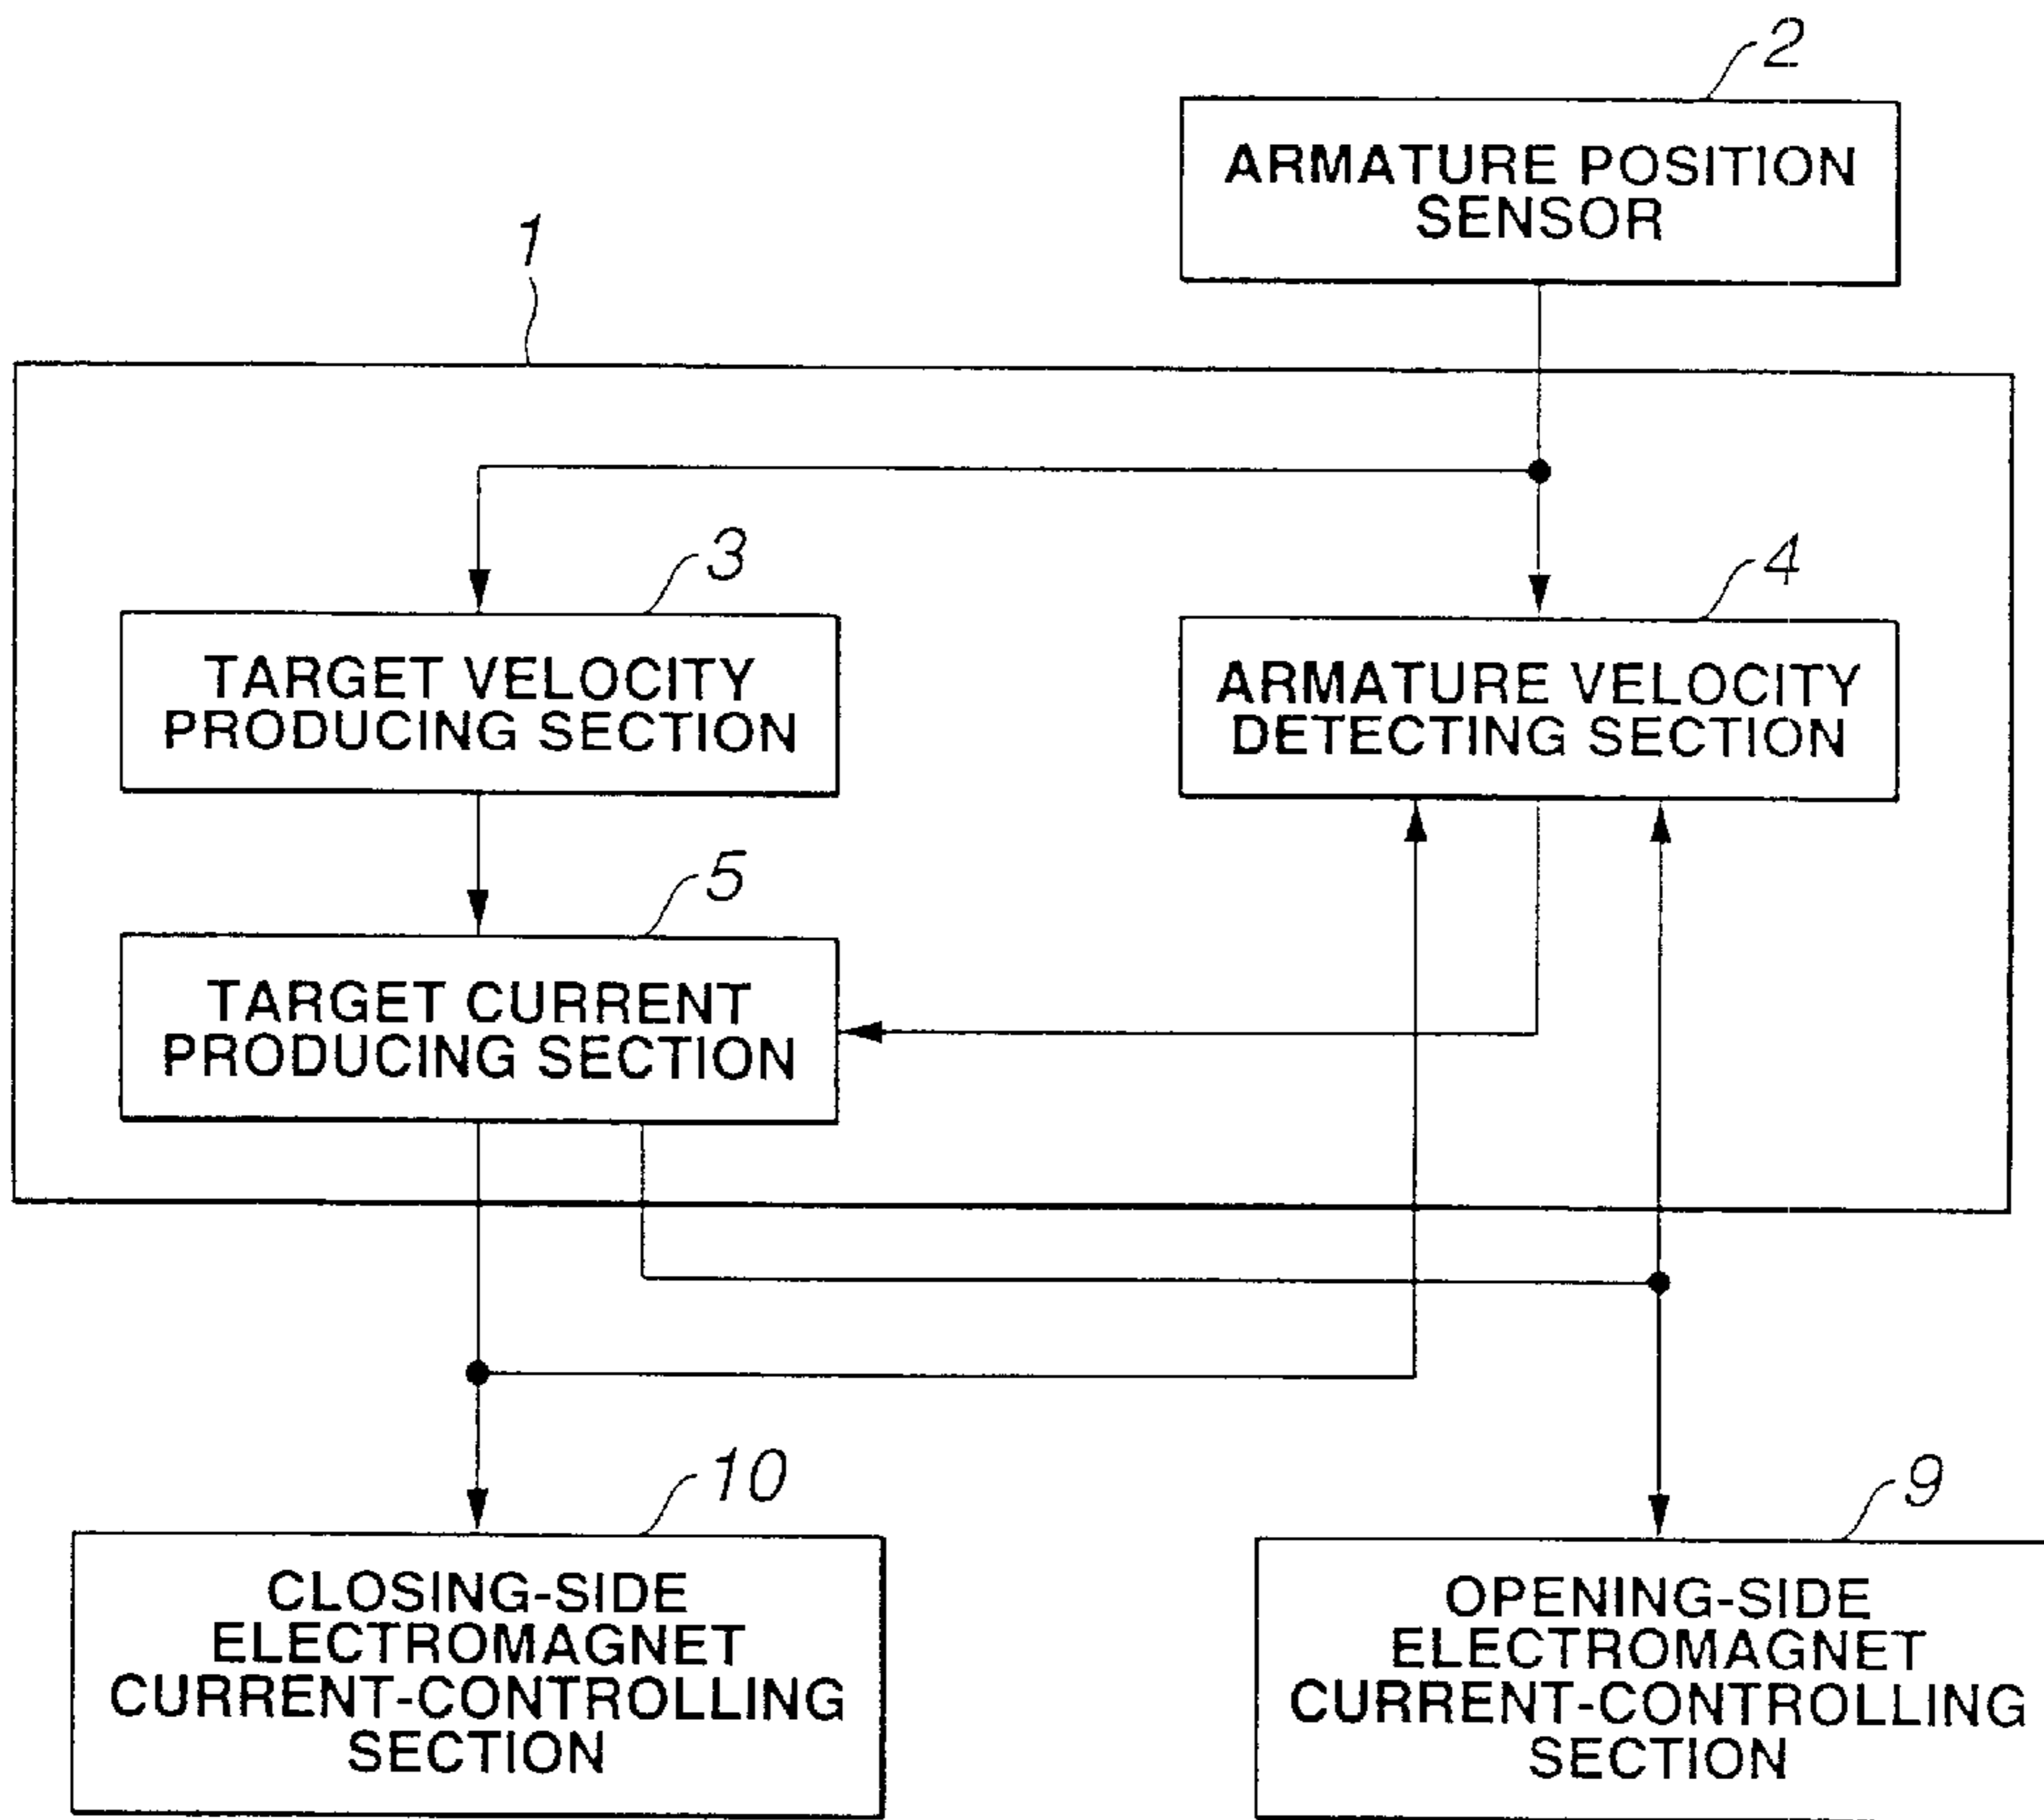 2
ARMATURE POSITION
SENSOR
1
3
TARGET VELOCITY
PRODUCING SECTION
4
ARMATURE VELOCITY
DETECTING SECTION
5
TARGET CURRENT
PRODUCING SECTION
10
CLOSING-SIDE
ELECTROMAGNET
CURRENT-CONTROLLING
SECTION
9
OPENING-SIDE
ELECTROMAGNET
CURRENT-CONTROLLING
SECTION